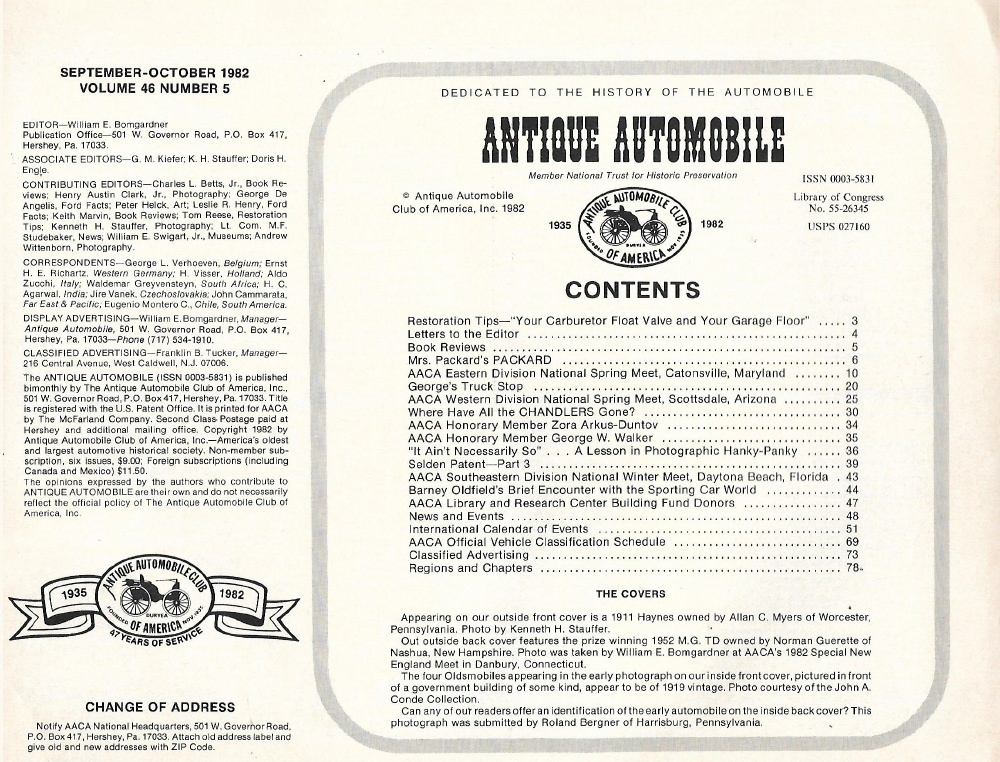 SEPTEMBER-OCTOBER 1982
VOLUME 46 NUMBER 5
EDITOR—William E. Bomgardner
Publication Office—501 W. Governor Road, P.O. Box 417,
Hershey, Pa. 17033.
ASSOCIATE EDITORS—G. M. Kiefer; K. H. Stauffer; Doris H.
Engle.
CONTRIBUTING EDITORS—Charles L. Betts, Jr., Book Re-
views; Henry Austin Clark, Jr., Photography; George De
Angelis, Ford Facts; Peter Helck, Art; Leslie R. Henry, Ford
Facts; Keith Marvin, Book Reviews; Tom Reese, Restoration
Tips; Kenneth H. Stauffer, Photography; Lt. Com. M.F.
Studebaker, News; William E. Swigart, Jr., Museums; Andrew
Wittenborn, Photography.
CORRESPONDENTS—George L. Verhoeven, Belgium; Ernst
H. E. Richartz, Western Germany; H. Visser, Holland; Aldo
Zucchi, Italy; Waldemar Greyvensteyn, South Africa; H. C.
Agarwal, India; Jire Vanek, Czechoslovakia; John Cammarata,
Far East & Pacific; Eugenio Montero C., Chile, South America.
DISPLAY ADVERTISING—William E. Bomgardner, Manager—
Antique Automobile, 501 W. Governor Road, P.O. Box 417,
Hershey, Pa. 17033—Phone (717) 534-1910.
CLASSIFIED ADVERTISING—Franklin B. Tucker, Manager—
216 Central Avenue, West Caldwell, N.J. 07006.
The ANTIQUE AUTOMOBILE (ISSN 0003-5831) is published
bimonthly by The Antique Automobile Club of America, Inc.,
501 W. Governor Road, P.O. Box 417, Hershey, Pa. 17033. Title
is registered with the U.S. Patent Office. It is printed for AACA
by The McFarland Company. Second Class Postage paid at
Hershey and additional mailing office. Copyright 1982 by
Antique Automobile Club of America, Inc.—America's oldest
and largest automotive historical society. Non-member sub-
scription, six issues, $9.00; Foreign subscriptions (including
Canada and Mexico) $11.50.
The opinions expressed by the authors who contribute to
ANTIQUE AUTOMOBILE are their own and do not necessarily
reflect the official policy of The Antique Automobile Club of
America, Inc.
ANTIQUE AUTOMOBILE CLUB
1935 1982
DURYEA
FOUNDED NOV 1935
OF AMERICA
47 YEARS OF SERVICE
CHANGE OF ADDRESS
Notify AACA National Headquarters, 501 W. Governor Road,
P.O. Box 417, Hershey, Pa. 17033. Attach old address label and
give old and new addresses with ZIP Code.
DEDICATED TO THE HISTORY OF THE AUTOMOBILE
ANTIQUE AUTOMOBILE
Member National Trust for Historic Preservation
© Antique Automobile
Club of America, Inc. 1982
ISSN 0003-5831
Library of Congress
No. 55-26345
USPS 027160
ANTIQUE AUTOMOBILE CLUB
1935 1982
DURYEA
FOUNDED NOV 1935
OF AMERICA
CONTENTS
Restoration Tips—"Your Carburetor Float Valve and Your Garage Floor" ..... 3
Letters to the Editor ..... 4
Book Reviews ..... 5
Mrs. Packard's PACKARD ..... 6
AACA Eastern Division National Spring Meet, Catonsville, Maryland ........ 10
George's Truck Stop ..... 20
AACA Western Division National Spring Meet, Scottsdale, Arizona .......... 25
Where Have All the CHANDLERS Gone? ..... 30
AACA Honorary Member Zora Arkus-Duntov ..... 34
AACA Honorary Member George W. Walker ..... 35
"It Ain't Necessarily So" . . . A Lesson in Photographic Hanky-Panky ...... 36
Selden Patent—Part 3 ..... 39
AACA Southeastern Division National Winter Meet, Daytona Beach, Florida . 43
Barney Oldfield's Brief Encounter with the Sporting Car World ............ 44
AACA Library and Research Center Building Fund Donors ..... 47
News and Events ..... 48
International Calendar of Events ..... 51
AACA Official Vehicle Classification Schedule ..... 69
Classified Advertising ..... 73
Regions and Chapters ..... 78
THE COVERS
Appearing on our outside front cover is a 1911 Haynes owned by Allan C. Myers of Worcester,
Pennsylvania. Photo by Kenneth H. Stauffer.
Out outside back cover features the prize winning 1952 M.G. TD owned by Norman Guerette of
Nashua, New Hampshire. Photo was taken by William E. Bomgardner at AACA's 1982 Special New
England Meet in Danbury, Connecticut.
The four Oldsmobiles appearing in the early photograph on our inside front cover, pictured in front
of a government building of some kind, appear to be of 1919 vintage. Photo courtesy of the John A.
Conde Collection.
Can any of our readers offer an identification of the early automobile on the inside back cover? This
photograph was submitted by Roland Bergner of Harrisburg, Pennsylvania.